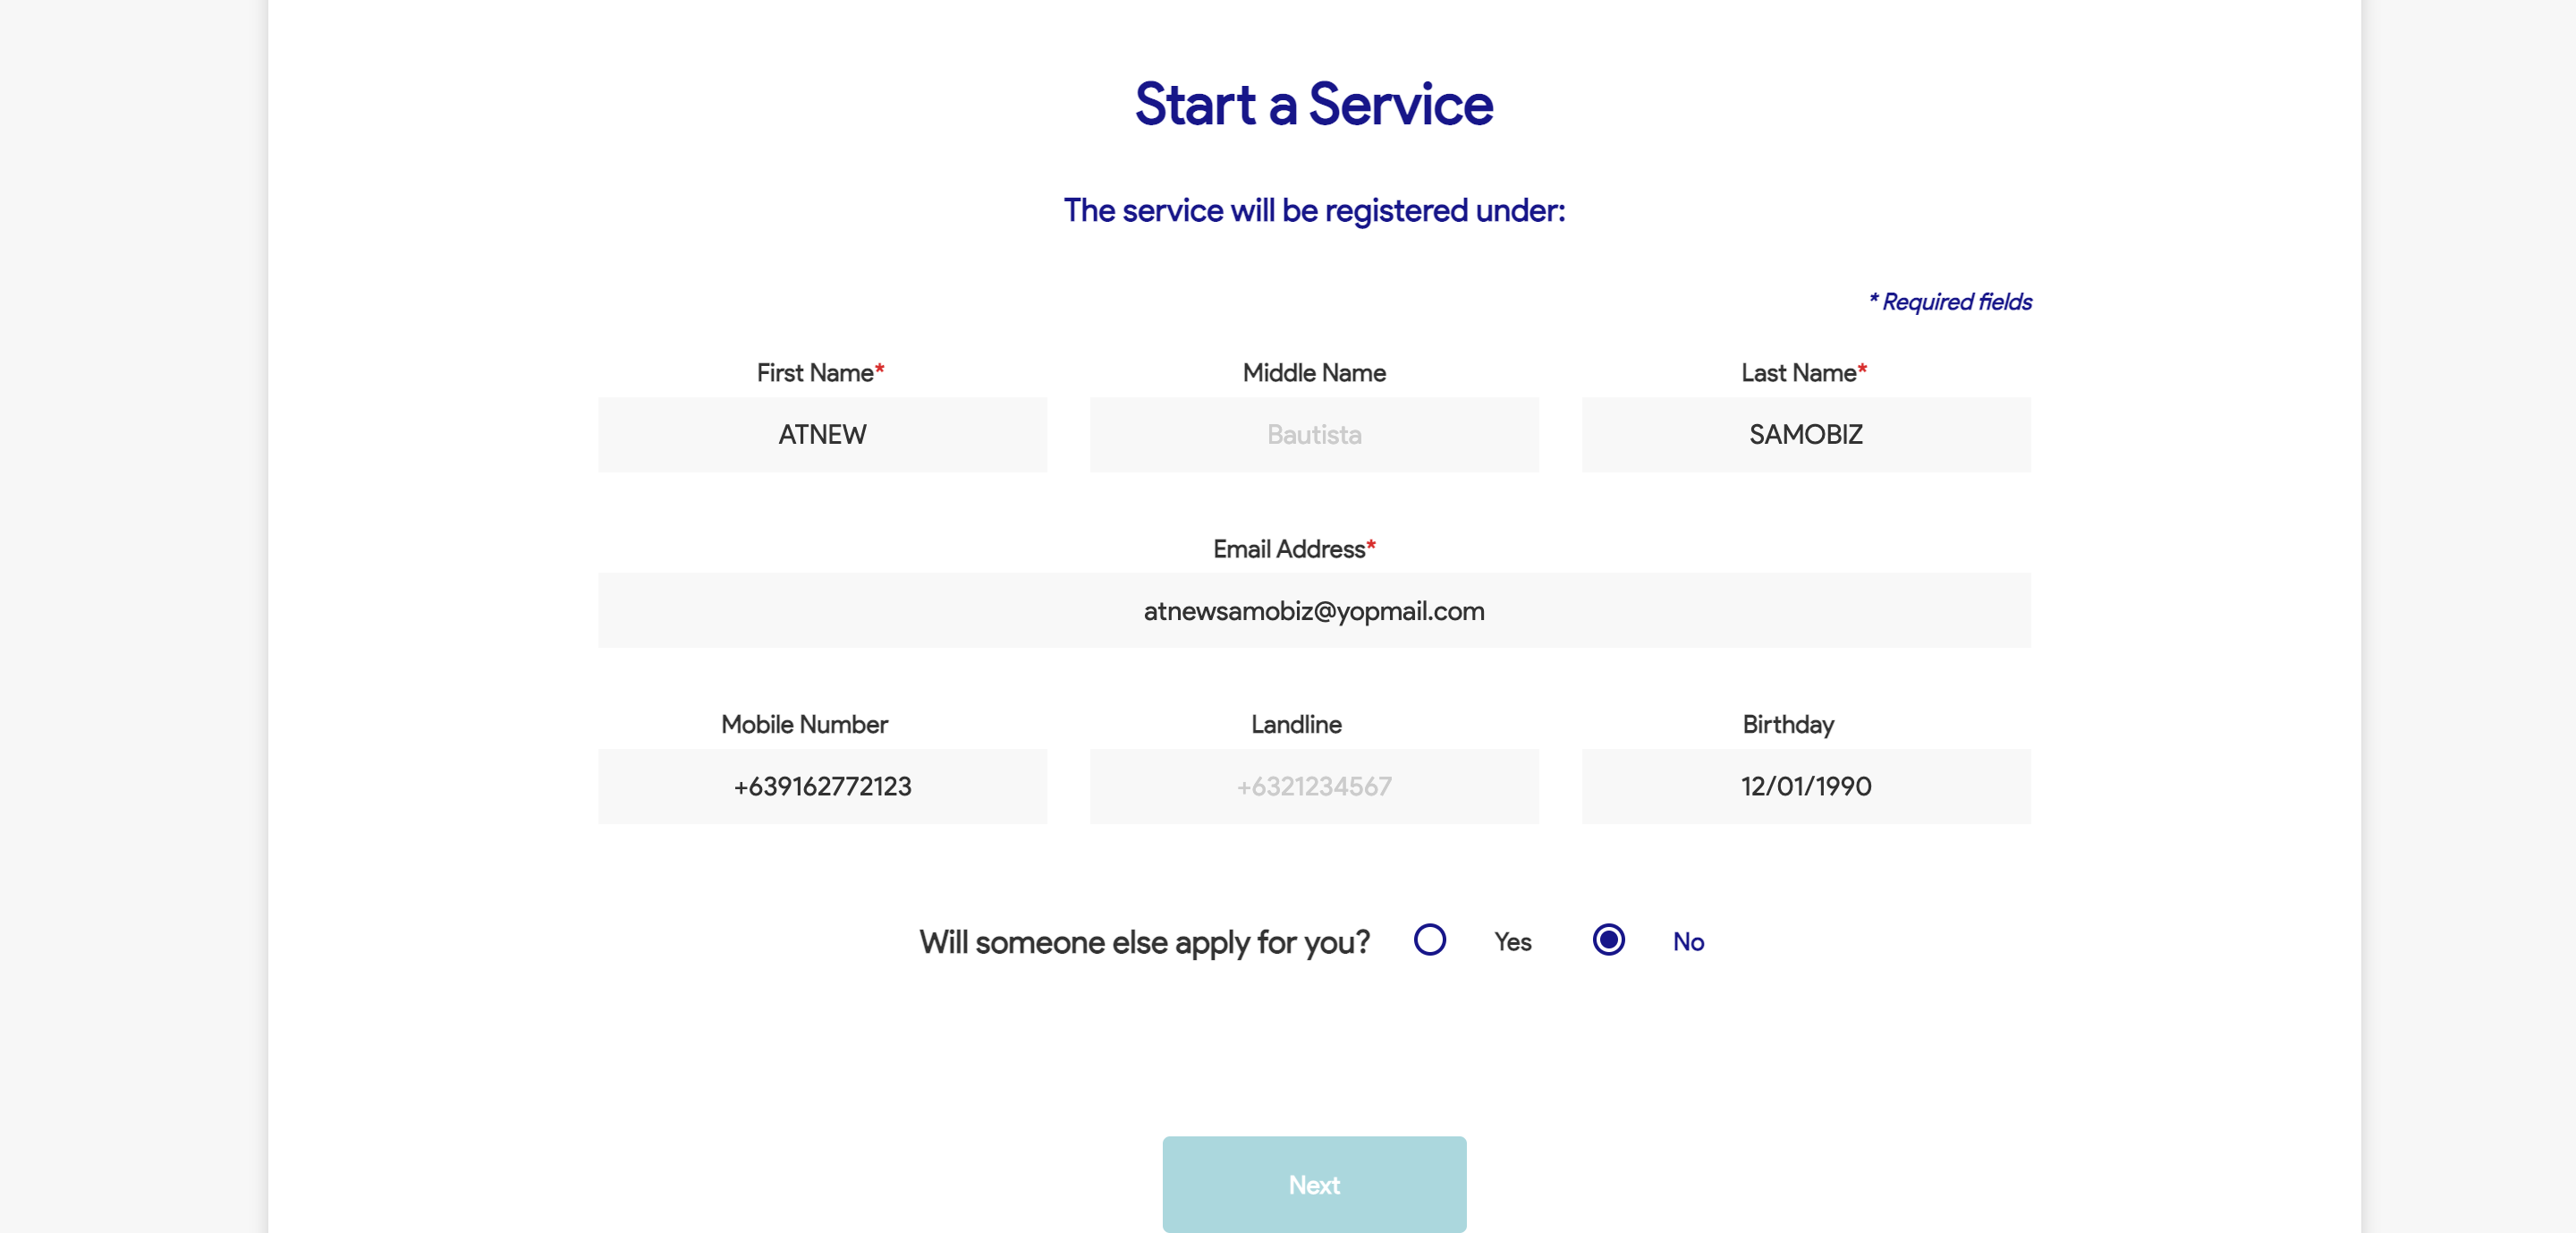 Start a Service
The service will be registered under:
* Required fields
First Name* Middle Name Last Name*
ATNEW Bautista SAMOBIZ
Email Address*
atnewsamobiz@yopmail.com
Mobile Number Landline Birthday
+639162772123 +6321234567 12/01/1990
Will someone else apply for you? Yes No
Next